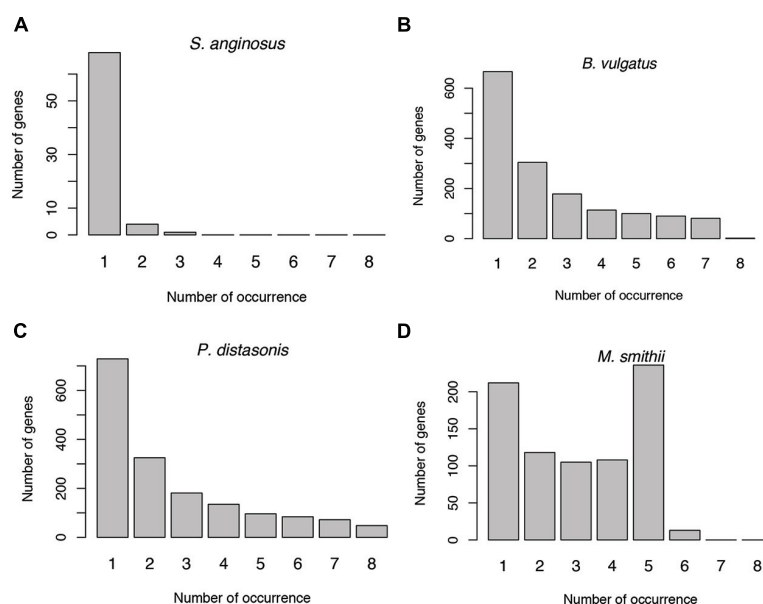 A
S. anginosus
Number of genes
50
30
10
0
1 2 3 4 5 6 7 8
Number of occurrence
B
B. vulgatus
Number of genes
600
400
200
0
1 2 3 4 5 6 7 8
Number of occurrence
C
P. distasonis
Number of genes
600
400
200
0
1 2 3 4 5 6 7 8
Number of occurrence
D
M. smithii
Number of genes
200
150
100
50
0
1 2 3 4 5 6 7 8
Number of occurrence